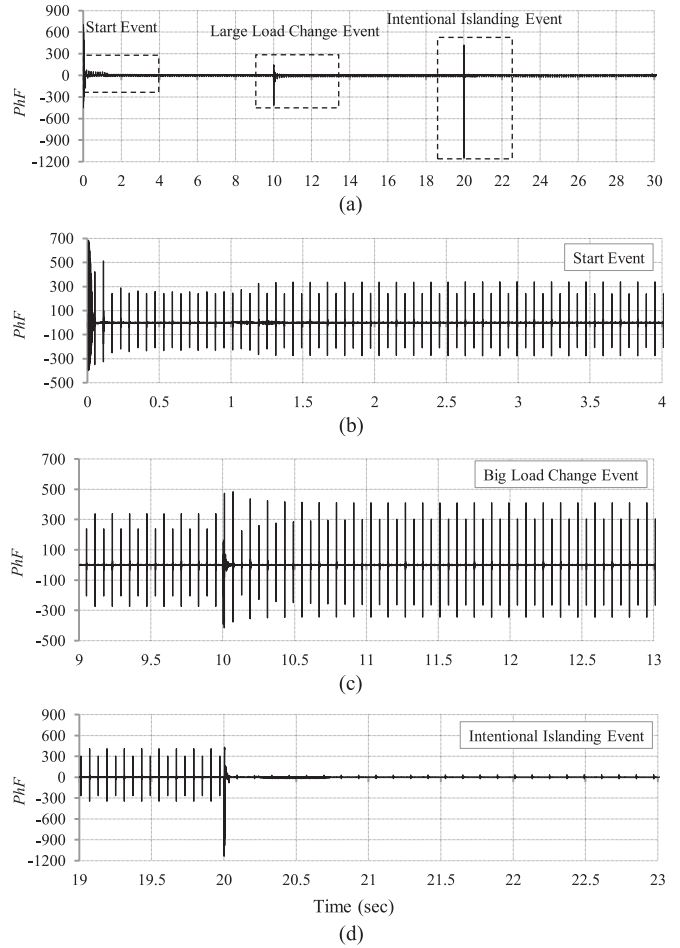 900
600
300
0
-300
-600
-900
-1200
PhF
Start Event
Large Load Change Event
Intentional Islanding Event
0 2 4 6 8 10 12 14 16 18 20 22 24 26 28 30
(a)
700
500
300
100
-100
-300
-500
PhF
Start Event
0 0.5 1 1.5 2 2.5 3 3.5 4
(b)
700
500
300
100
-100
-300
-500
PhF
Big Load Change Event
9 9.5 10 10.5 11 11.5 12 12.5 13
(c)
900
600
300
0
-300
-600
-900
-1200
PhF
Intentional Islanding Event
19 19.5 20 20.5 21 21.5 22 22.5 23
Time (sec)
(d)